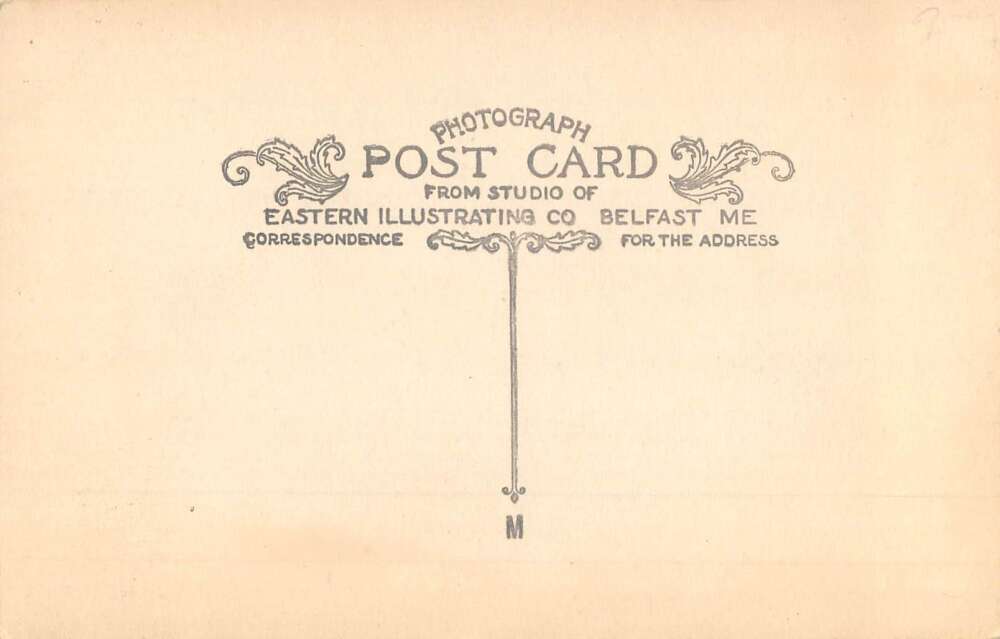 PHOTOGRAPH
POST CARD
FROM STUDIO OF
EASTERN ILLUSTRATING CO BELFAST ME
CORRESPONDENCE FOR THE ADDRESS
M